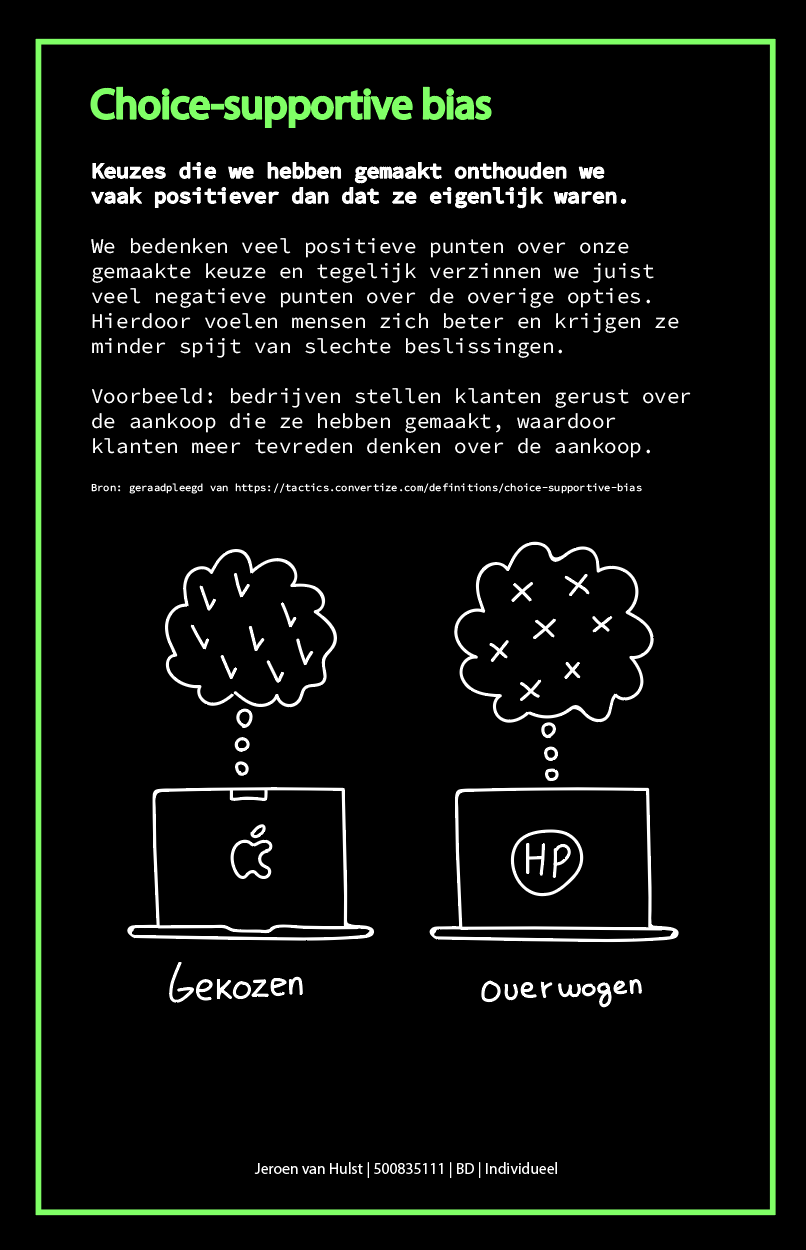 Choice-supportive bias
Keuzes die we hebben gemaakt onthouden we
vaak positiever dan dat ze eigenlijk waren.
We bedenken veel positieve punten over onze
gemaakte keuze en tegelijk verzinnen we juist
veel negatieve punten over de overige opties.
Hierdoor voelen mensen zich beter en krijgen ze
minder spijt van slechte beslissingen.
Voorbeeld: bedrijven stellen klanten gerust over
de aankoop die ze hebben gemaakt, waardoor
klanten meer tevreden denken over de aankoop.
Bron: geraadpleegd van https://tactics.convertize.com/definitions/choice-supportive-bias
HP
Gekozen
Overwogen
Jeroen van Hulst | 500835111 | BD | Individueel